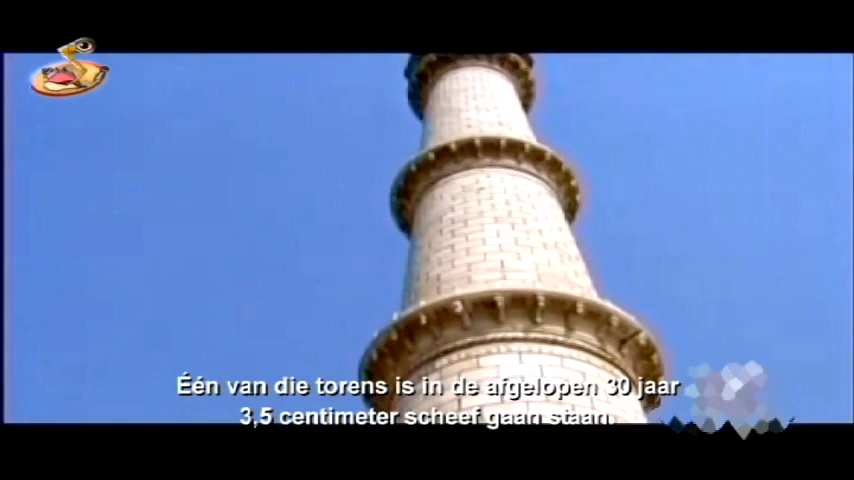 Één van die torens is in de afgelopen 30 jaar
3,5 centimeter scheef gaan staan.